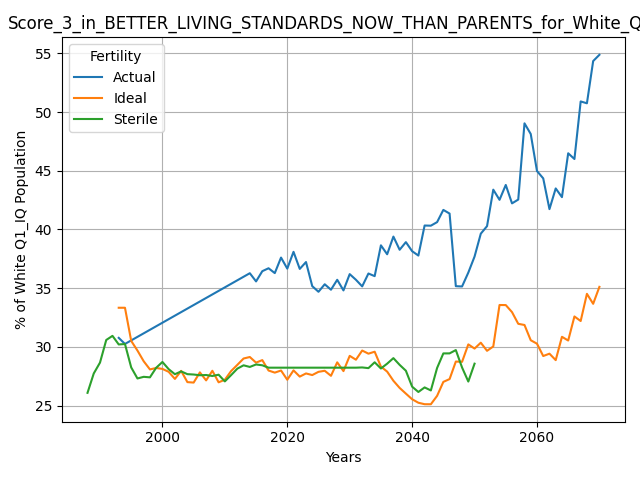 Score_3_in_BETTER_LIVING_STANDARDS_NOW_THAN_PARENTS_for_White_Q
Fertility
Actual
Ideal
Sterile
% of White Q1_IQ Population
55
50
45
40
35
30
25
2000
2020
2040
2060
Years